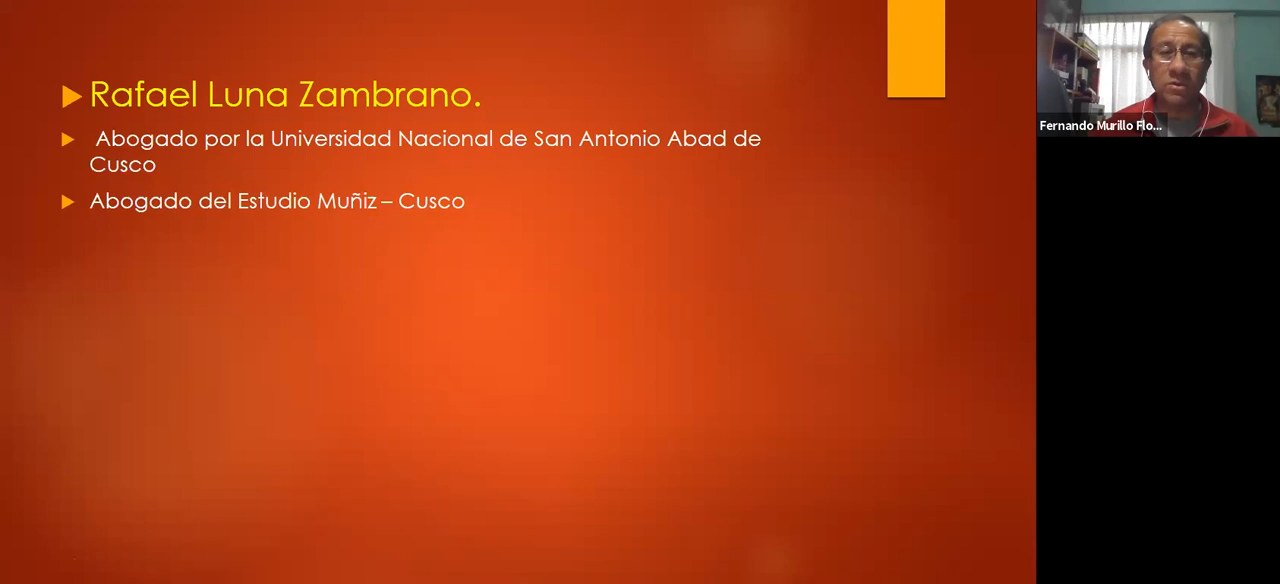 Rafael Luna Zambrano.
Abogado por la Universidad Nacional de San Antonio Abad de
Cusco
Abogado del Estudio Muñiz – Cusco
Fernando Murillo Flo...